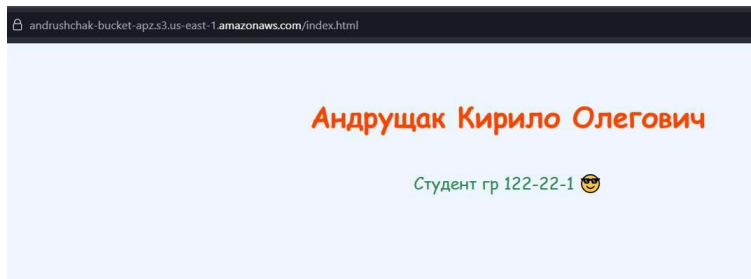 andrushchak-bucket-apz.s3.us-east-1.amazonaws.com/index.html
Андрущак Кирило Олегович
Студент гр 122-22-1 😎